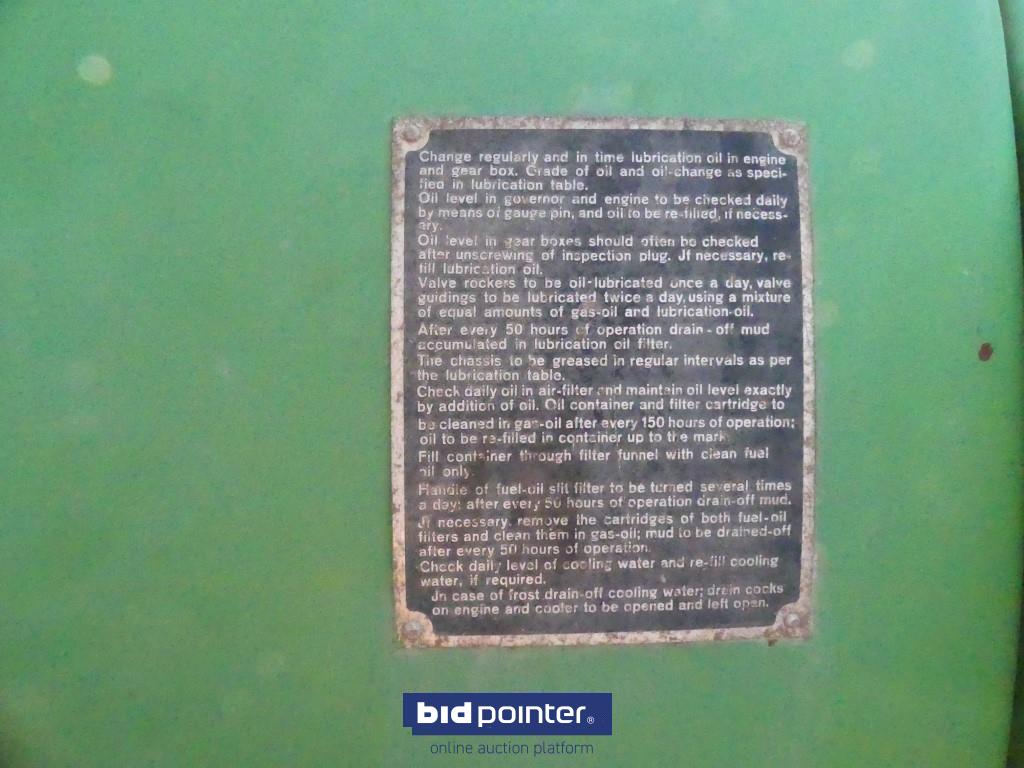 Change regularly and in time lubrication oil in engine
and gear box. Grade of oil and oil-change as speci-
fied in lubrication table.
Oil level in governor and engine to be checked daily
by means of gauge pin, and oil to be re-filled, if necess-
ary.
Oil level in gear boxes should often be checked
after unscrewing of inspection plug. Jf necessary, re-
fill lubrication oil.
Valve rockers to be oil-lubricated once a day, valve
guidings to be lubricated twice a day, using a mixture
of equal amounts of gas-oil and lubrication-oil.
After every 50 hours of operation drain-off mud
accumulated in lubrication oil filter.
The chassis to be greased in regular intervals as per
the lubrication table.
Check daily oil in air-filter and maintain oil level exactly
by addition of oil. Oil container and filter cartridge to
be cleaned in gas-oil after every 150 hours of operation;
oil to be re-filled in container up to the mark.
Fill container through filter funnel with clean fuel
oil only.
Handle of fuel-oil slit filter to be turned several times
a day; after every 50 hours of operation drain-off mud.
Jf necessary, remove the cartridges of both fuel-oil
filters and clean them in gas-oil; mud to be drained-off
after every 50 hours of operation.
Check daily level of cooling water and re-fill cooling
water, if required.
Jn case of frost drain-off cooling water; drain cocks
on engine and cooler to be opened and left open.
bidpointer®
online auction platform